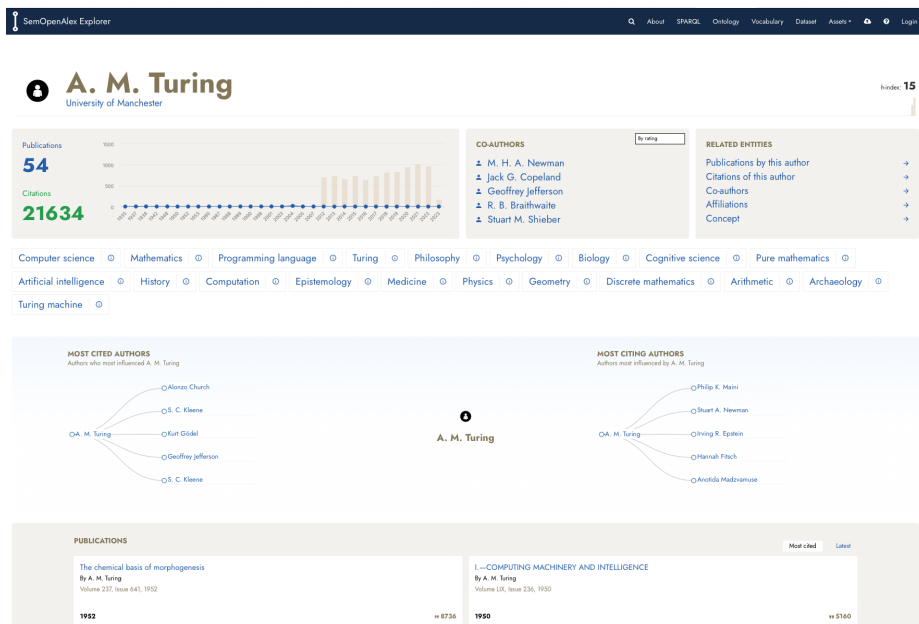 SemOpenAlex Explorer
About SPARQL Ontology Vocabulary Dataset Assets Login
A. M. Turing
University of Manchester
h-index: 15
Publications
54
Citations
21634
1500
1000
500
0
CO-AUTHORS
By rating
M. H. A. Newman
Jack G. Copeland
Geoffrey Jefferson
R. B. Braithwaite
Stuart M. Shieber
RELATED ENTITIES
Publications by this author
Citations of this author
Co-authors
Affiliations
Concept
Computer science Mathematics Programming language Turing Philosophy Psychology Biology Cognitive science Pure mathematics
Artificial intelligence History Computation Epistemology Medicine Physics Geometry Discrete mathematics Arithmetic Archaeology
Turing machine
MOST CITED AUTHORS
Authors who most influenced A. M. Turing
A. M. Turing
Alonzo Church
S. C. Kleene
Kurt Gödel
Geoffrey Jefferson
S. C. Kleene
A. M. Turing
MOST CITING AUTHORS
Authors most influenced by A. M. Turing
A. M. Turing
Philip K. Maini
Stuart A. Newman
Irving R. Epstein
Hannah Fitsch
Anotida Madzvamuse
PUBLICATIONS
Most cited Latest
The chemical basis of morphogenesis
By A. M. Turing
Volume 237, Issue 641, 1952
1952 8736
I.—COMPUTING MACHINERY AND INTELLIGENCE
By A. M. Turing
Volume LIX, Issue 236, 1950
1950 5160